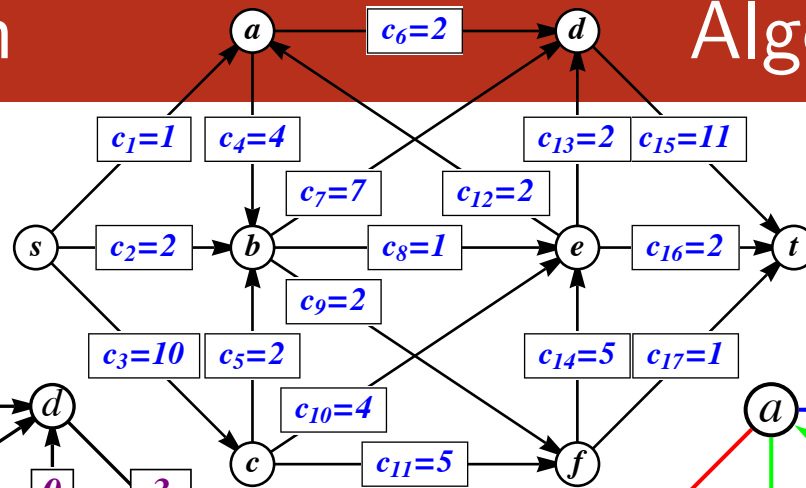 n
Algo
a
c6=2
d
c1=1
c4=4
c13=2
c15=11
c7=7
c12=2
s
c2=2
b
c8=1
e
c16=2
t
c9=2
c3=10
c5=2
c14=5
c17=1
d
c10=4
a
c
c11=5
f